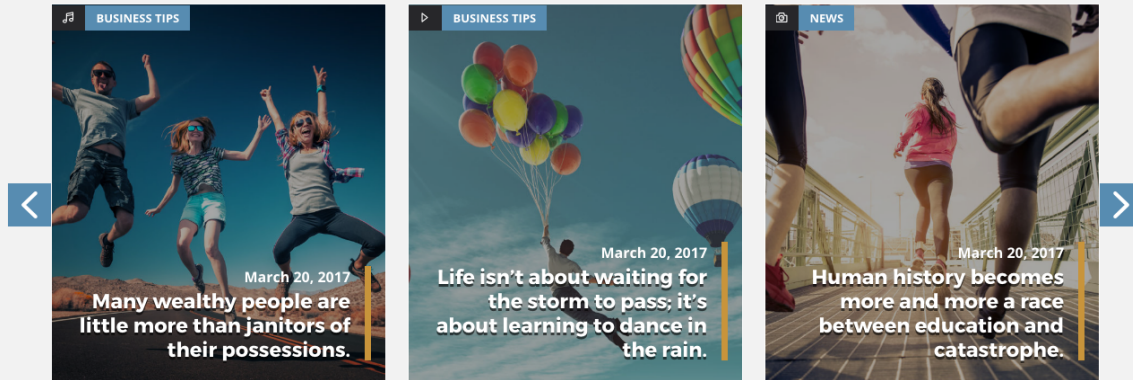 BUSINESS TIPS
March 20, 2017
Many wealthy people are
little more than janitors of
their possessions.
BUSINESS TIPS
March 20, 2017
Life isn't about waiting for
the storm to pass; it's
about learning to dance in
the rain.
NEWS
March 20, 2017
Human history becomes
more and more a race
between education and
catastrophe.